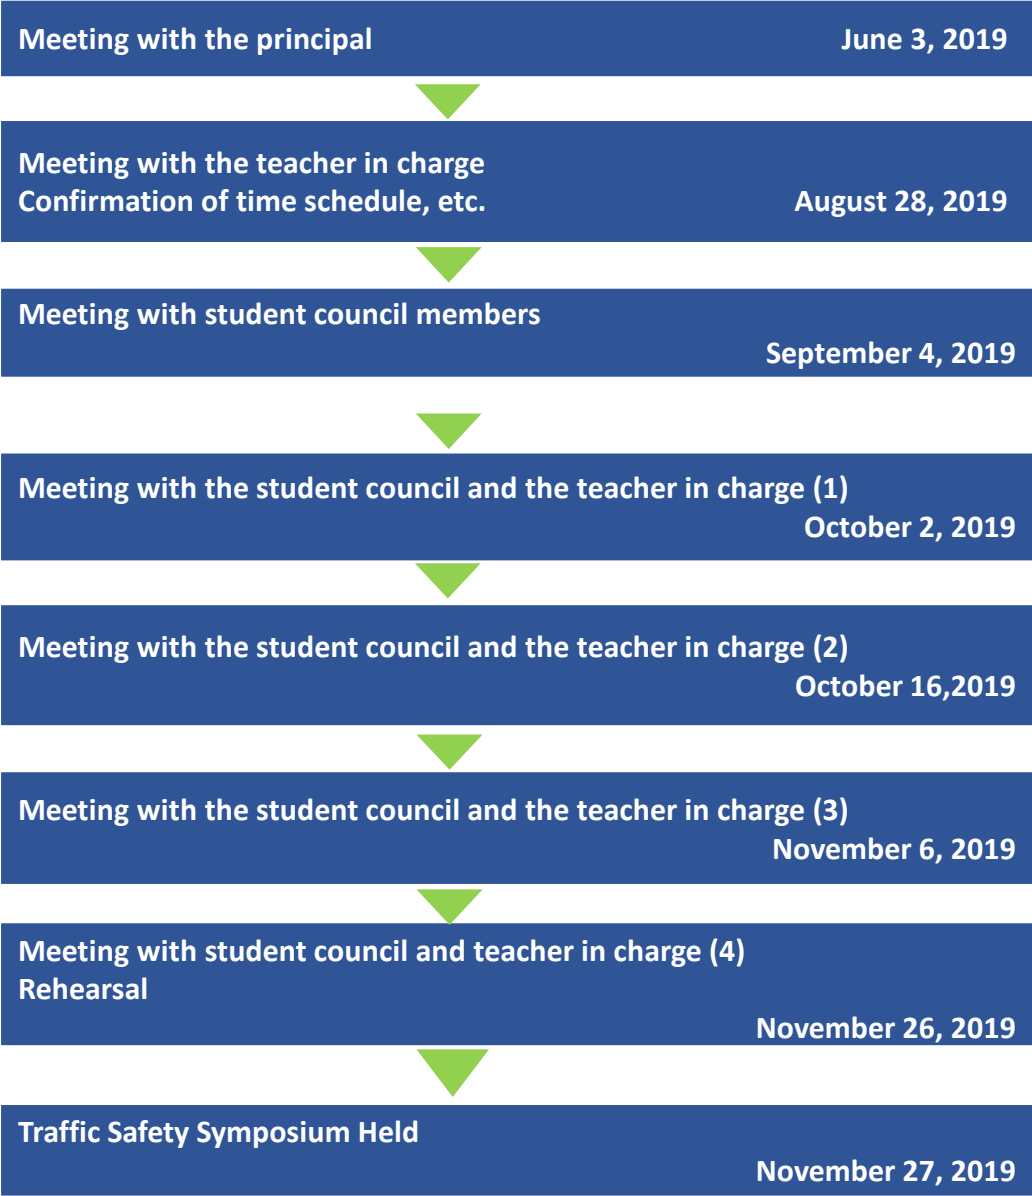 Meeting with the principal June 3, 2019
Meeting with the teacher in charge
Confirmation of time schedule, etc. August 28, 2019
Meeting with student council members
September 4, 2019
Meeting with the student council and the teacher in charge (1)
October 2, 2019
Meeting with the student council and the teacher in charge (2)
October 16,2019
Meeting with the student council and the teacher in charge (3)
November 6, 2019
Meeting with student council and teacher in charge (4)
Rehearsal
November 26, 2019
Traffic Safety Symposium Held
November 27, 2019